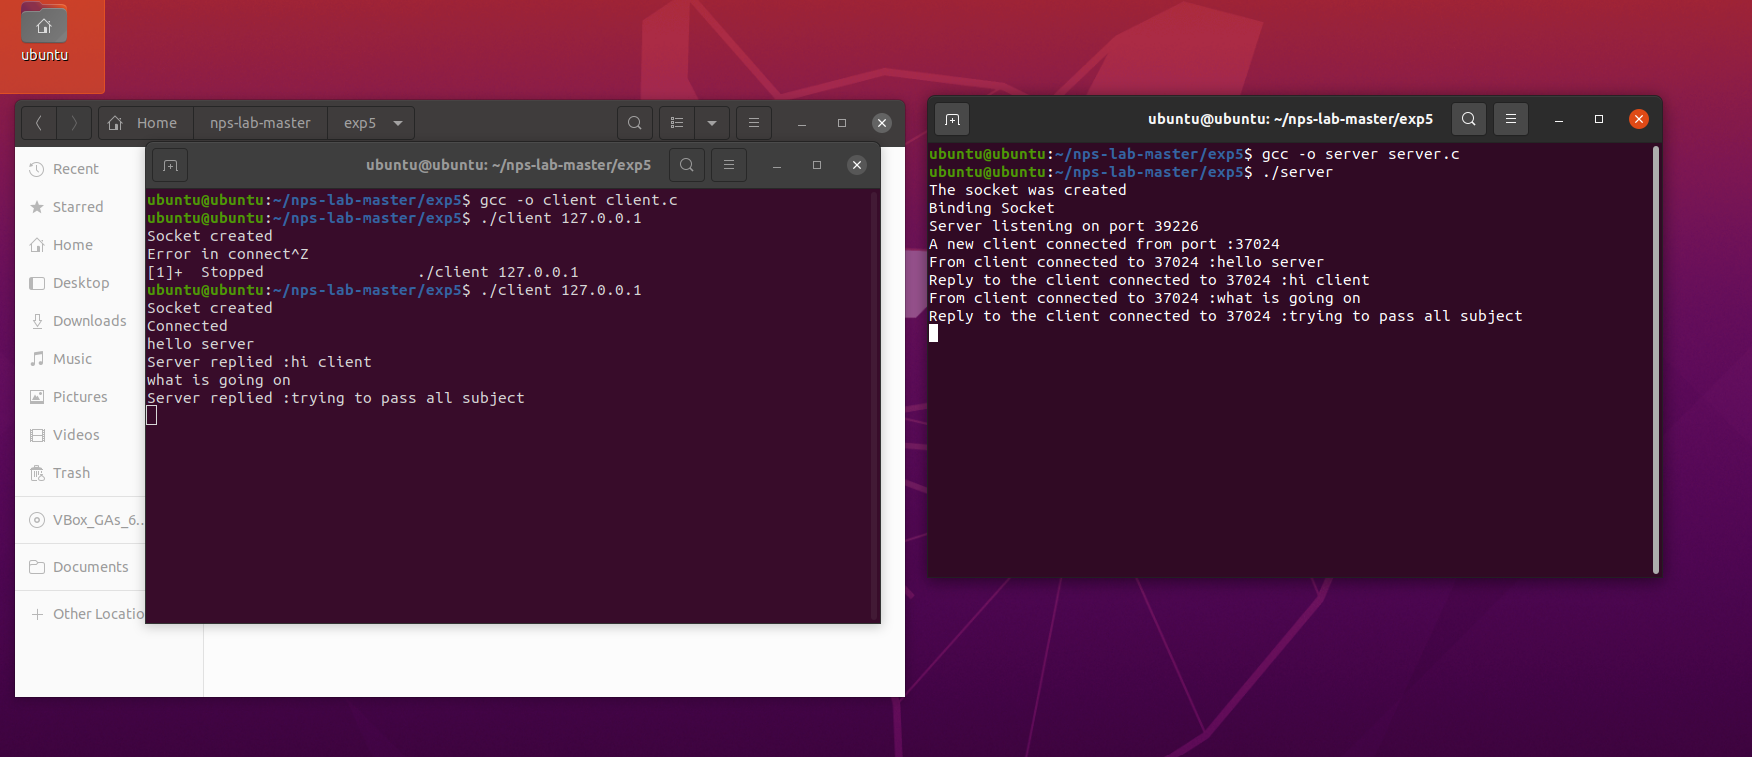 ubuntu
Home
nps-lab-master
exp5
Recent
Starred
Home
Desktop
Downloads
Music
Pictures
Videos
Trash
VBox_GAs_6...
Documents
Other Locatio
ubuntu@ubuntu: ~/nps-lab-master/exp5
ubuntu@ubuntu:~/nps-lab-master/exp5$ gcc -o client client.c
ubuntu@ubuntu:~/nps-lab-master/exp5$ ./client 127.0.0.1
Socket created
Error in connect^Z
[1]+  Stopped                 ./client 127.0.0.1
ubuntu@ubuntu:~/nps-lab-master/exp5$ ./client 127.0.0.1
Socket created
Connected
hello server
Server replied :hi client
what is going on
Server replied :trying to pass all subject
ubuntu@ubuntu: ~/nps-lab-master/exp5
ubuntu@ubuntu:~/nps-lab-master/exp5$ gcc -o server server.c
ubuntu@ubuntu:~/nps-lab-master/exp5$ ./server
The socket was created
Binding Socket
Server listening on port 39226
A new client connected from port :37024
From client connected to 37024 :hello server
Reply to the client connected to 37024 :hi client
From client connected to 37024 :what is going on
Reply to the client connected to 37024 :trying to pass all subject